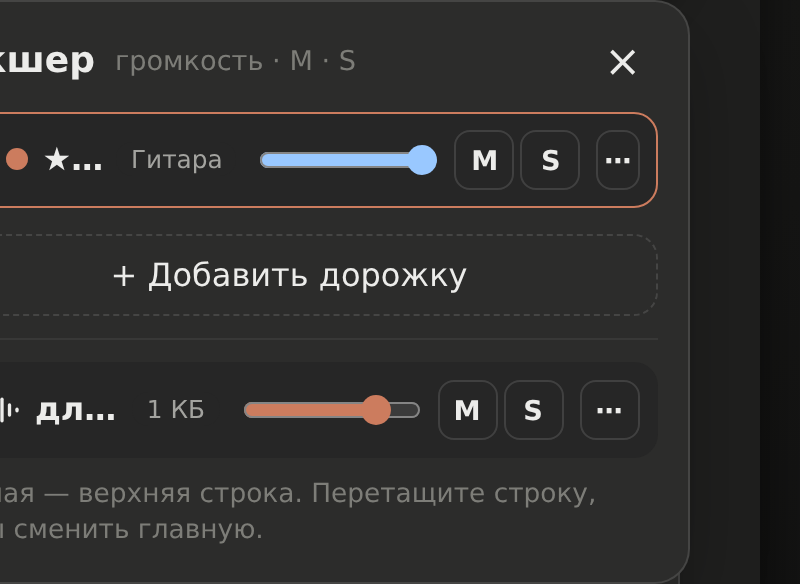 кшер громкость · M · S ×
★... Гитара M S ...
+ Добавить дорожку
дл... 1 КБ M S ...
ная — верхняя строка. Перетащите строку,
ы сменить главную.